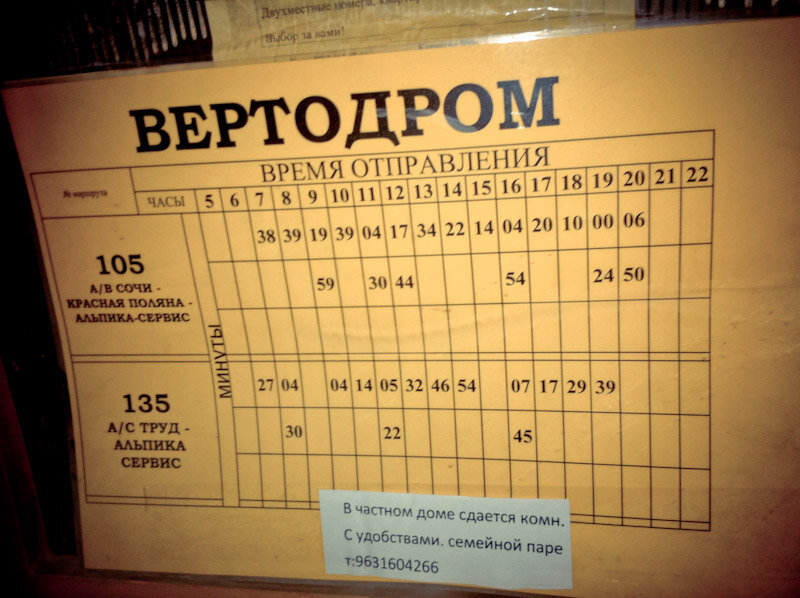 Двухместные номера, квартир
Выбор за вами!
ВЕРТОДРОМ
№ маршрута
ВРЕМЯ ОТПРАВЛЕНИЯ
ЧАСЫ 5 6 7 8 9 10 11 12 13 14 15 16 17 18 19 20 21 22
105
А/В СОЧИ -
КРАСНАЯ ПОЛЯНА -
АЛЬПИКА-СЕРВИС
МИНУТЫ
38 39 19 39 04 17 34 22 14 04 20 10 00 06
59 30 44 54 24 50
135
А/С ТРУД -
АЛЬПИКА
СЕРВИС
27 04 04 14 05 32 46 54 07 17 29 39
30 22 45
В частном доме сдается комн.
С удобствами. семейной паре
т:9631604266